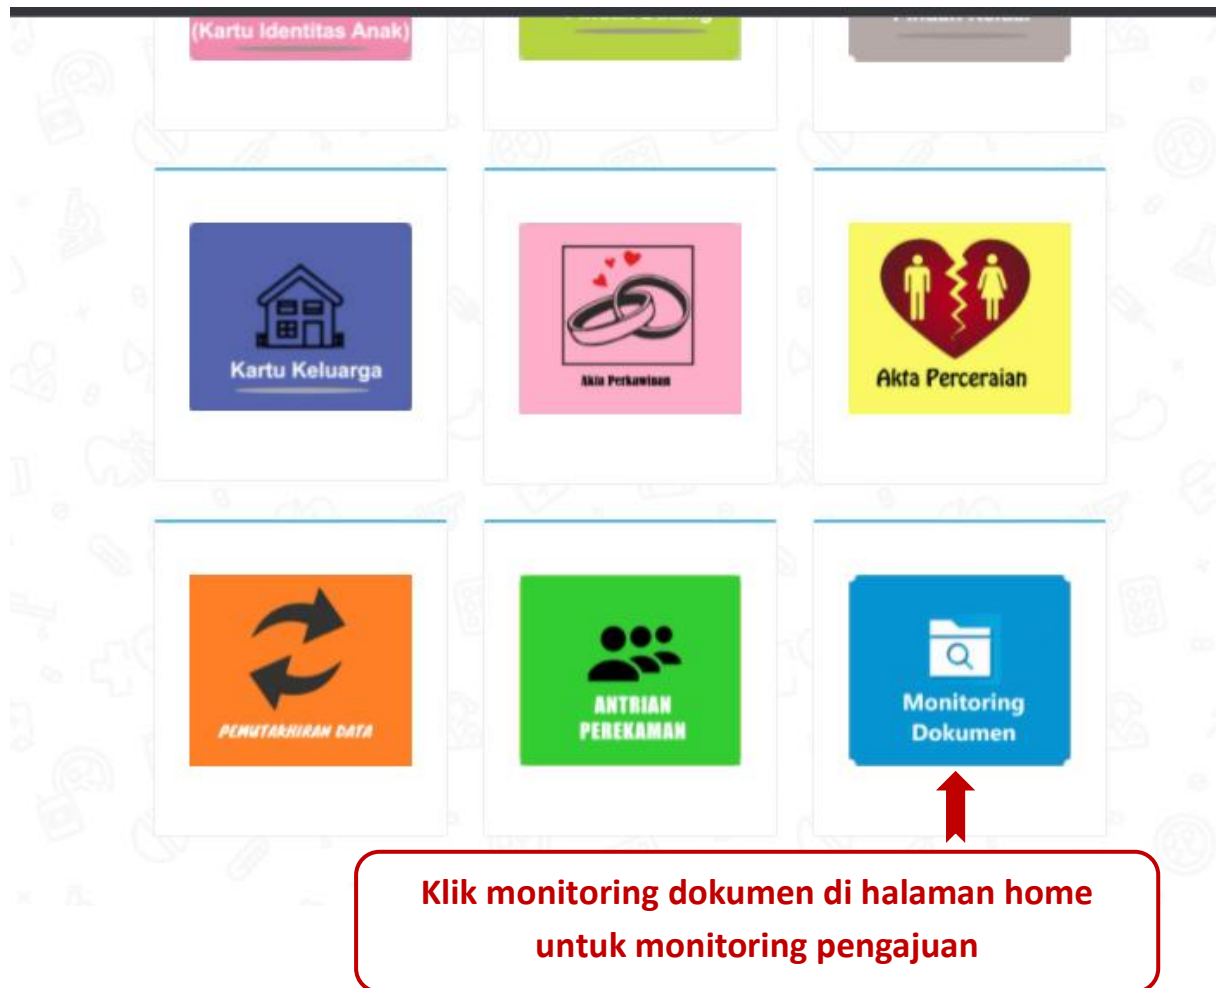 (Kartu Identitas Anak)
Kartu Keluarga
Akta Perkawinan
Akta Perceraian
PEMUTAKHIRAN DATA
ANTRIAN
PEREKAMAN
Monitoring
Dokumen
Klik monitoring dokumen di halaman home
untuk monitoring pengajuan